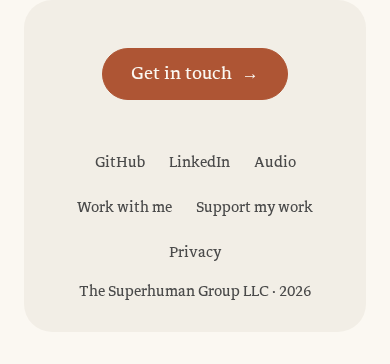 Get in touch →
GitHub LinkedIn Audio
Work with me Support my work
Privacy
The Superhuman Group LLC · 2026